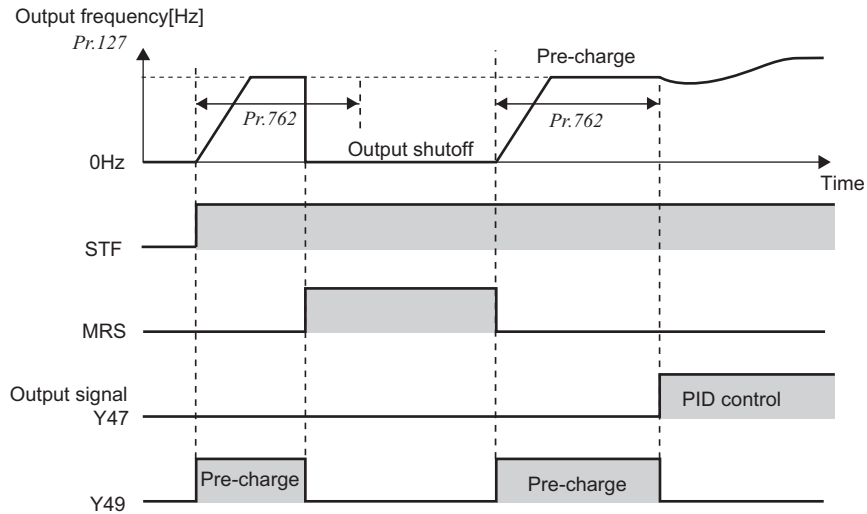 Output frequency[Hz]
Pr.127
Pre-charge
Pr.762
Pr.762
Output shutoff
0Hz
Time
STF
MRS
Output signal
Y47
PID control
Y49
Pre-charge
Pre-charge